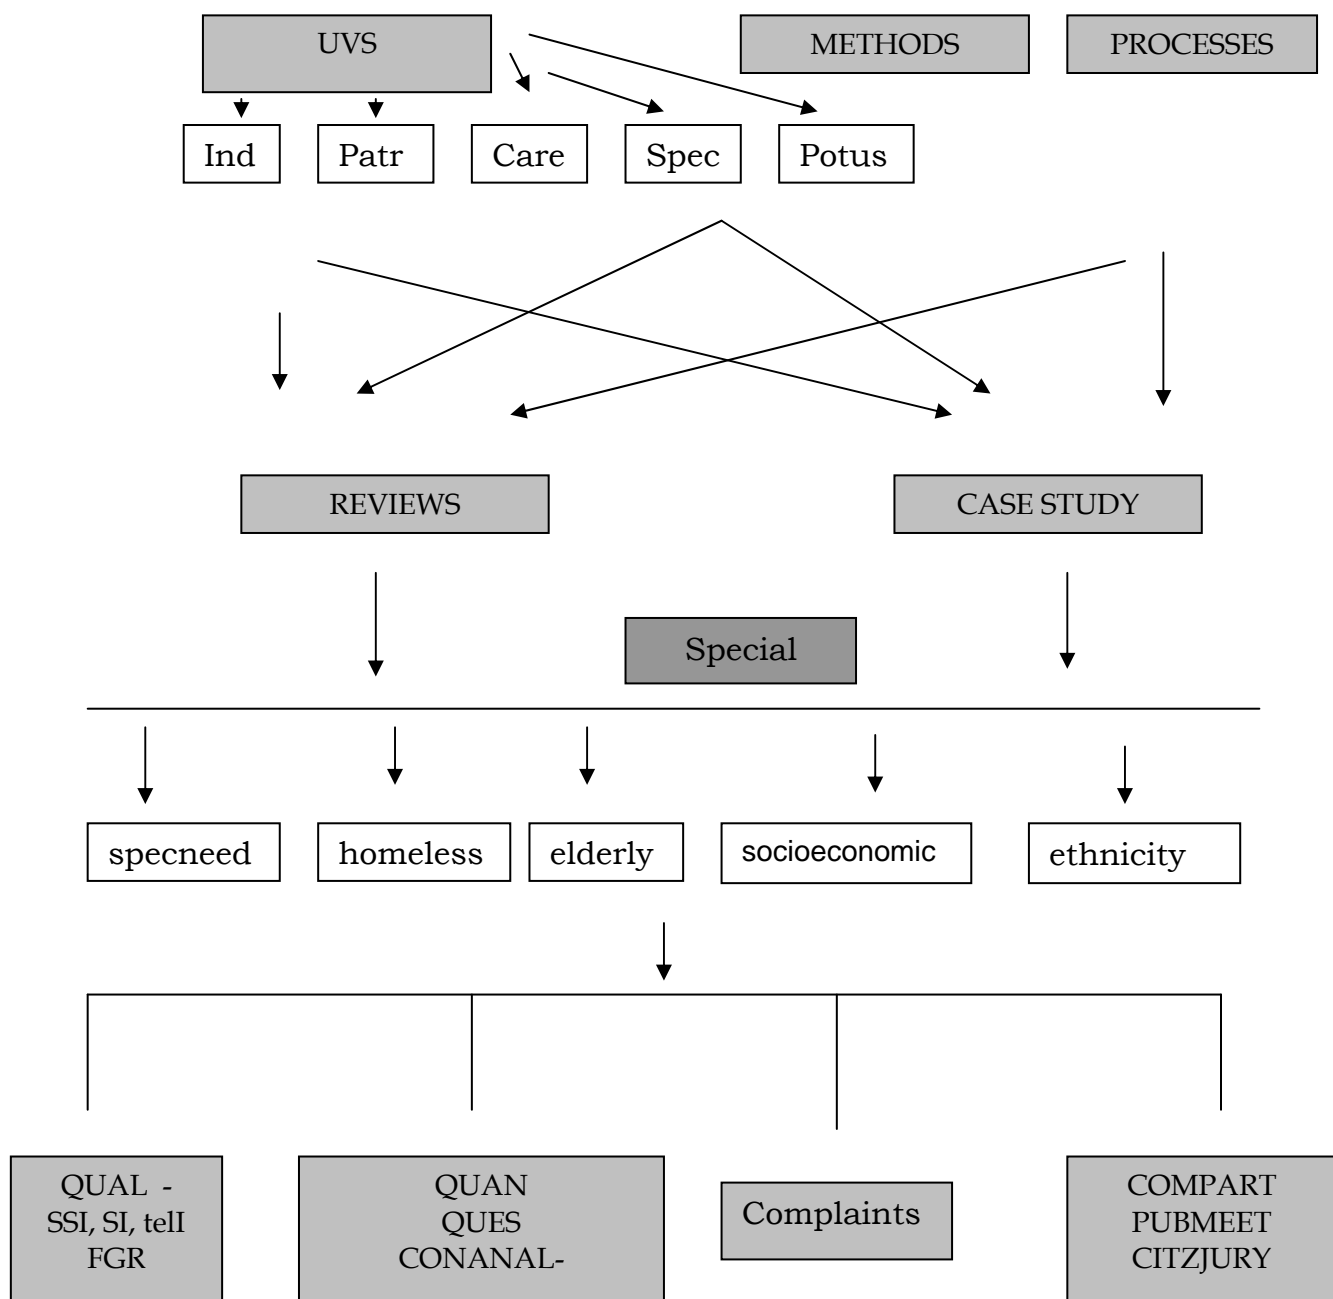 UVS
METHODS
PROCESSES
Ind
Patr
Care
Spec
Potus
REVIEWS
CASE STUDY
Special
specneed
homeless
elderly
socioeconomic
ethnicity
QUAL -
SSI, SI, telI
FGR
QUAN
QUES
CONANAL-
Complaints
COMPART
PUBMEET
CITZJURY